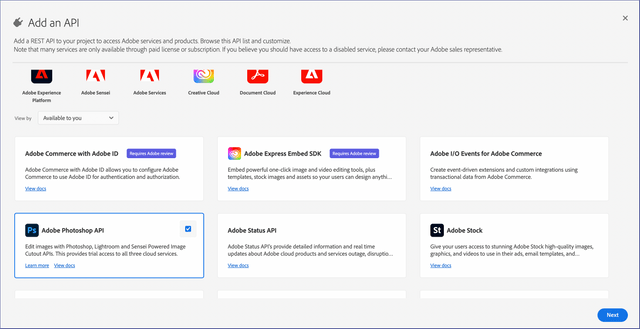 Add an API
Add a REST API to your project to access Adobe services and products. Browse this API list and customize.
Note that many services are only available through paid license or subscription. If you believe you should have access to a disabled service, please contact your Adobe sales representative.
Adobe Experience
Platform
Adobe Sensei
Adobe Services
Creative Cloud
Document Cloud
Experience Cloud
View by
Available to you
Adobe Commerce with Adobe ID
Requires Adobe review
Adobe Commerce with Adobe ID allows you to configure Adobe
Commerce to use Adobe ID for authentication and authorization.
View docs
Adobe Express Embed SDK
Requires Adobe review
Embed powerful one-click image and video editing tools, plus
templates, stock images and assets so your users can design anythi...
View docs
Adobe I/O Events for Adobe Commerce
Create event-driven extensions and custom integrations using
transactional data from Adobe Commerce.
View docs
Ps
Adobe Photoshop API
Edit images with Photoshop, Lightroom and Sensei Powered Image
Cutout APIs. This provides trial access to all three cloud services.
Learn more View docs
Adobe Status API
Adobe Status API's provide detailed information and real time
updates about Adobe cloud products and services outage, disruptio...
View docs
St
Adobe Stock
Give your users access to stunning Adobe Stock high-quality images,
graphics, and videos to use in their ads, email templates, and...
View docs
Next